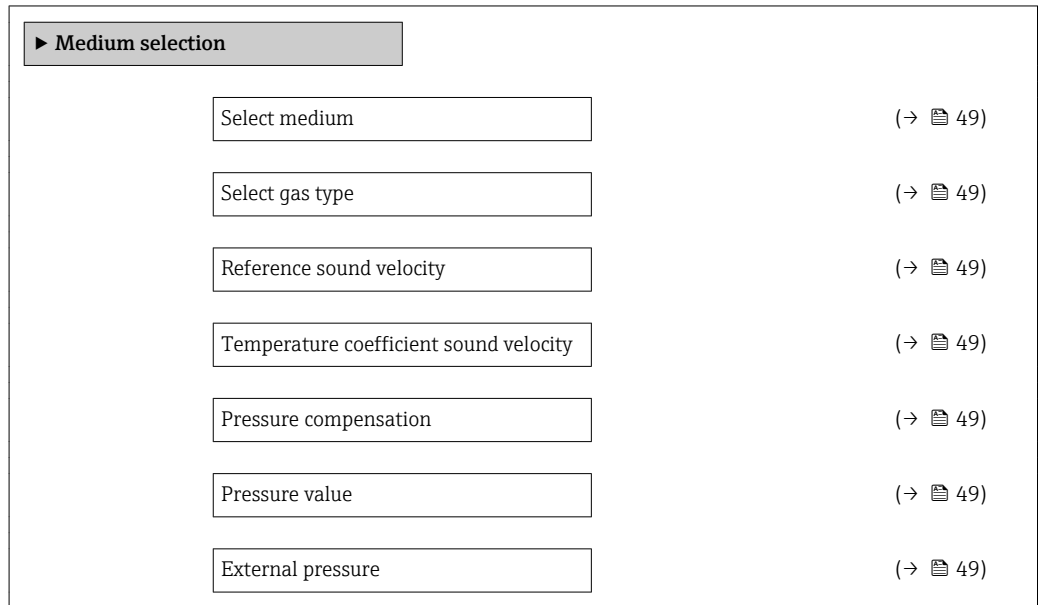 ▶ Medium selection
Select medium (→ 49)
Select gas type (→ 49)
Reference sound velocity (→ 49)
Temperature coefficient sound velocity (→ 49)
Pressure compensation (→ 49)
Pressure value (→ 49)
External pressure (→ 49)